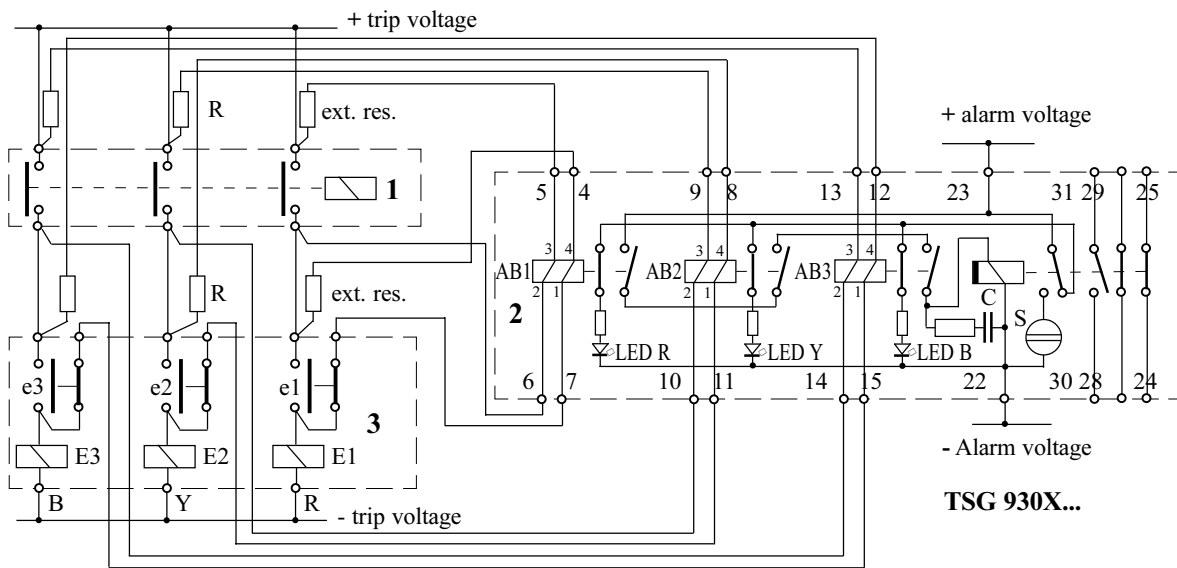 + trip voltage
R
ext. res.
+ alarm voltage
1
5 4 9 8 13 12 23 31 29 25
3 4 3 4 3 4
AB1 AB2 AB3
2 1 2 1 2 1
R
ext. res.
2
C
S
LED R LED Y LED B
e3 e2 e1
6 7 10 11 14 15 22 30 28 24
3
E3 E2 E1
- Alarm voltage
B Y R
- trip voltage
TSG 930X...